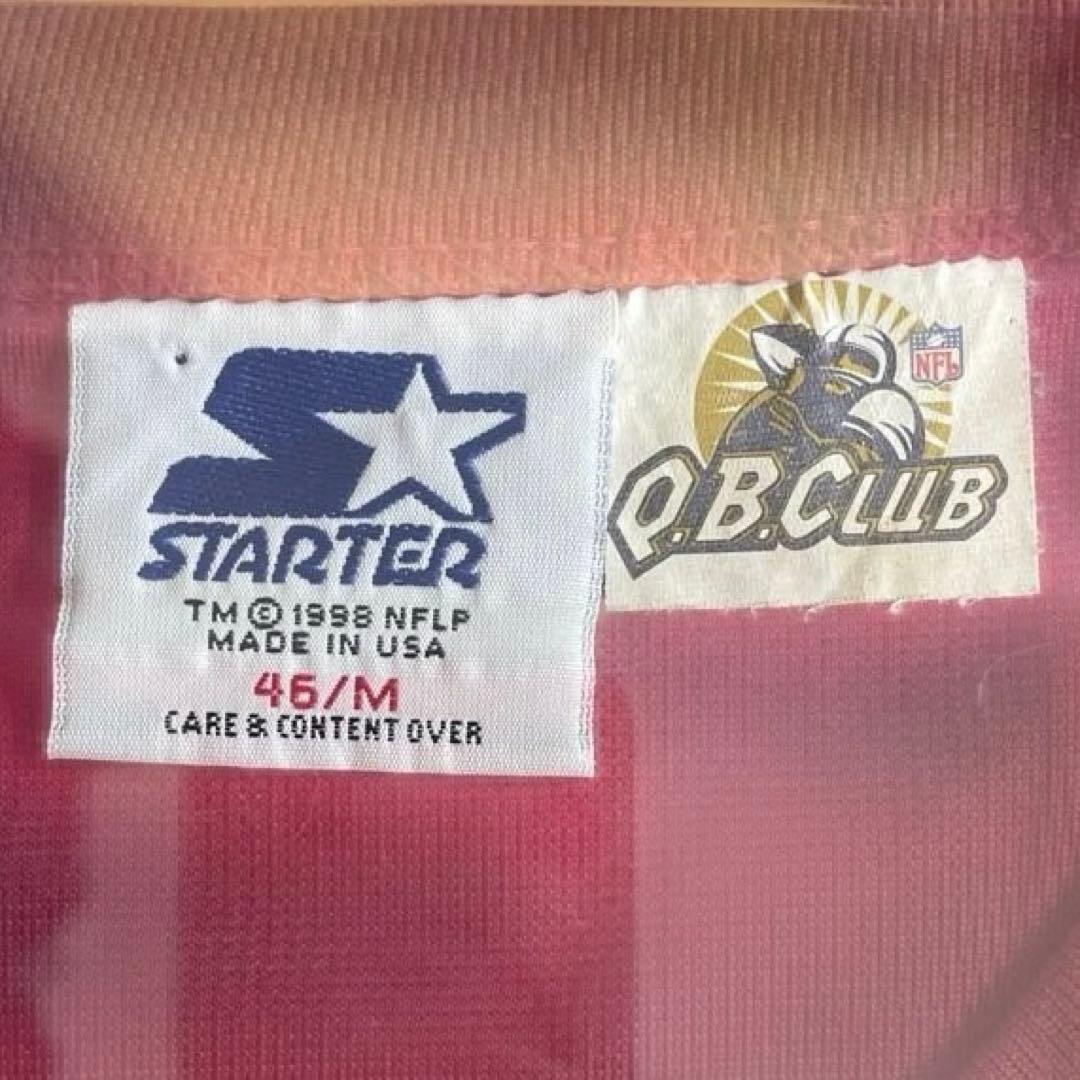 STARTER
TM © 1998 NFLP
MADE IN USA
46/M
CARE & CONTENT OVER
NFL
Q.B.CLUB